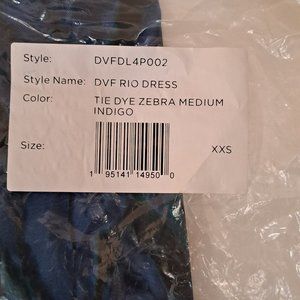 Style: DVFDL4P002
Style Name: DVF RIO DRESS
Color: TIE DYE ZEBRA MEDIUM
INDIGO
Size: XXS
1 95141 14950 0